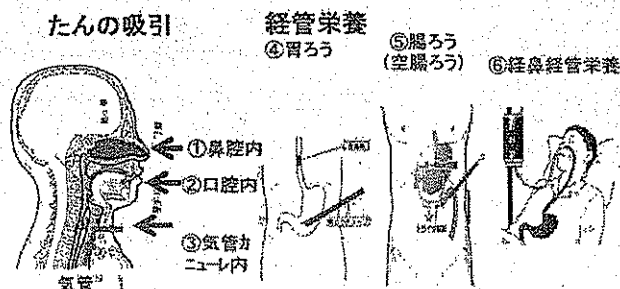 たんの吸引
経管栄養
④胃ろう
⑤腸ろう
(空腸ろう)
⑥経鼻経管栄養
①鼻腔内
②口腔内
③気管カ
ニューレ内
気管